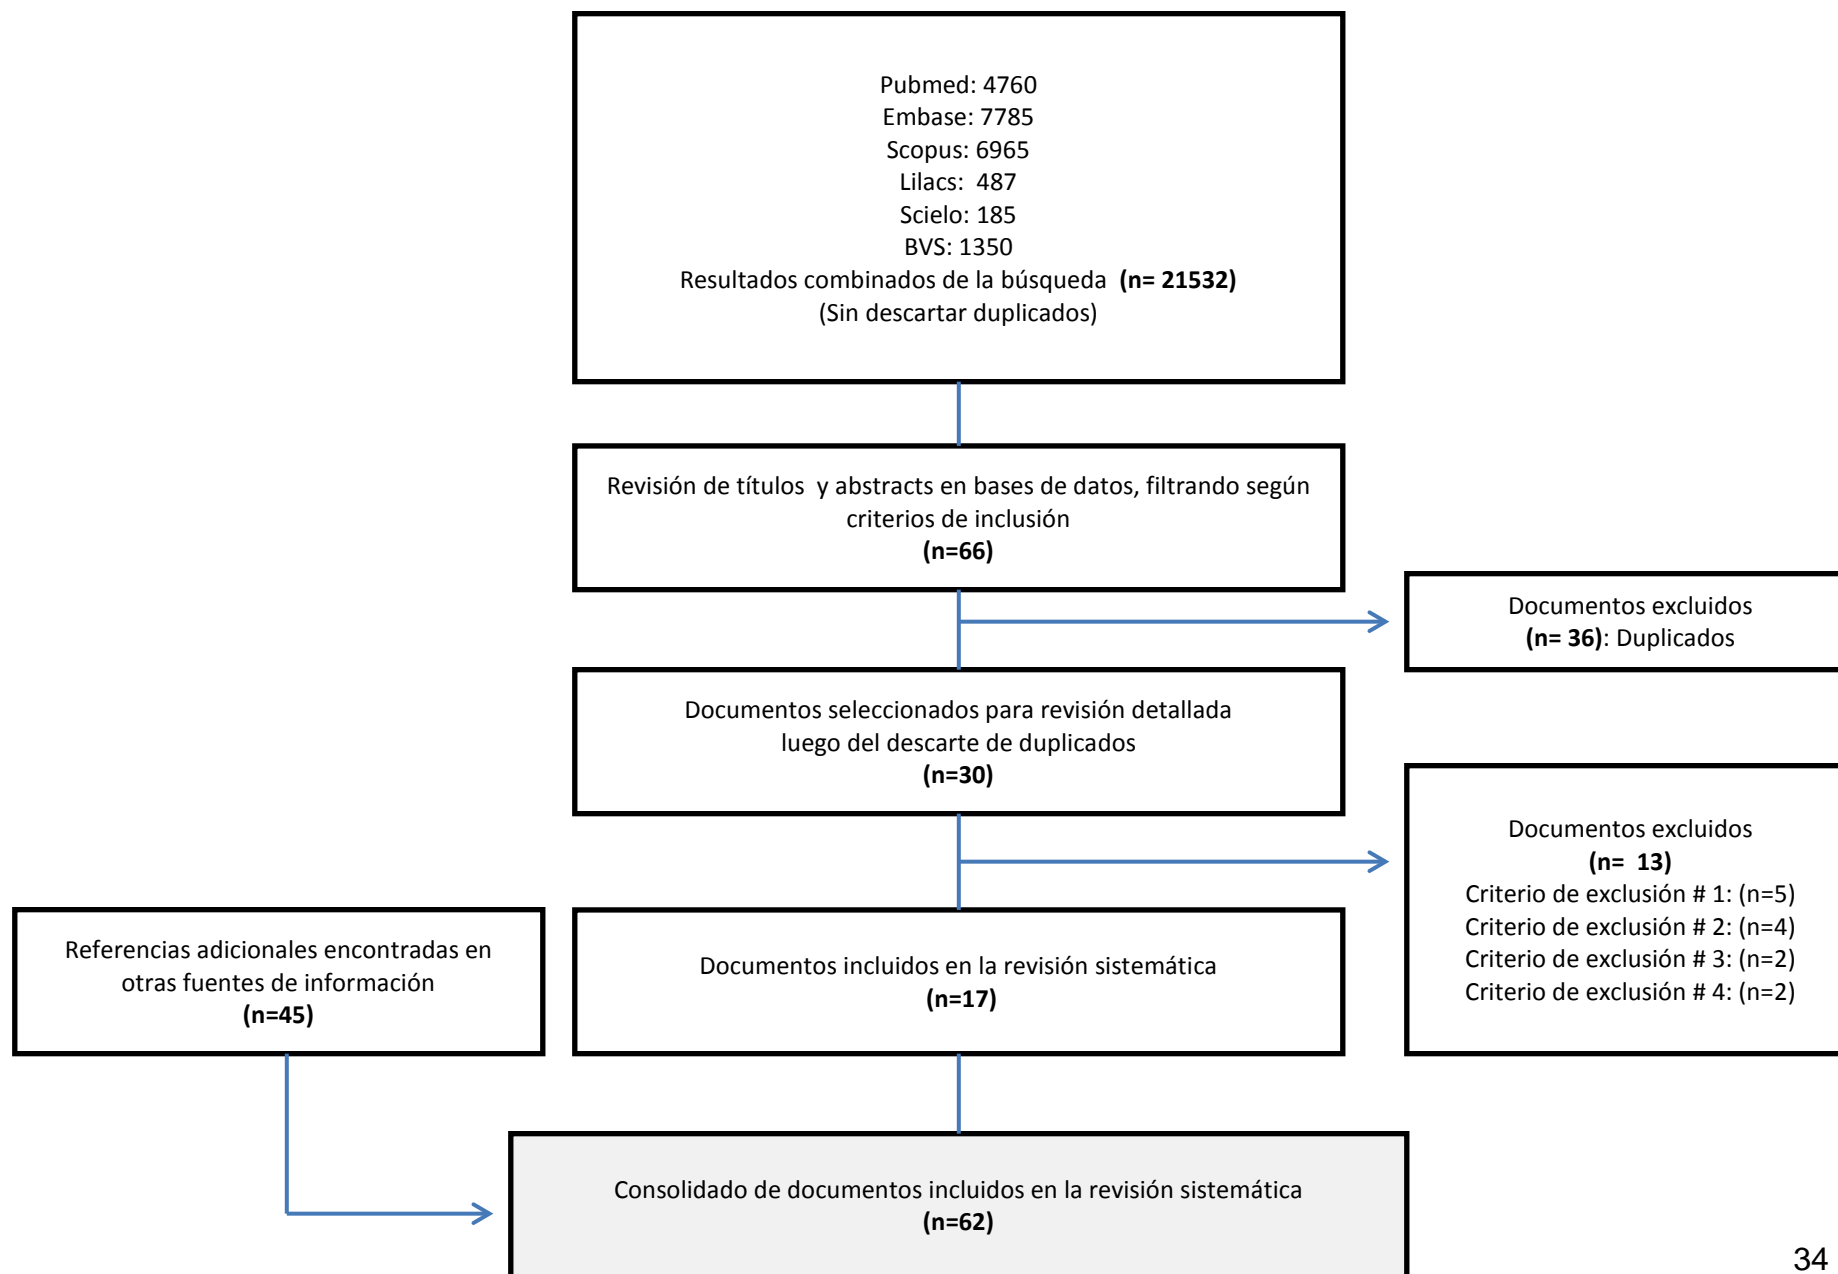 Pubmed: 4760
Embase: 7785
Scopus: 6965
Lilacs:  487
Scielo: 185
BVS: 1350
Resultados combinados de la búsqueda  (n= 21532)
(Sin descartar duplicados)
Revisión de títulos  y abstracts en bases de datos, filtrando según
criterios de inclusión
(n=66)
Documentos excluidos
(n= 36): Duplicados
Documentos seleccionados para revisión detallada
luego del descarte de duplicados
(n=30)
Documentos excluidos
(n=  13)
Criterio de exclusión # 1: (n=5)
Criterio de exclusión # 2: (n=4)
Criterio de exclusión # 3: (n=2)
Criterio de exclusión # 4: (n=2)
Referencias adicionales encontradas en
otras fuentes de información
(n=45)
Documentos incluidos en la revisión sistemática
(n=17)
Consolidado de documentos incluidos en la revisión sistemática
(n=62)
34